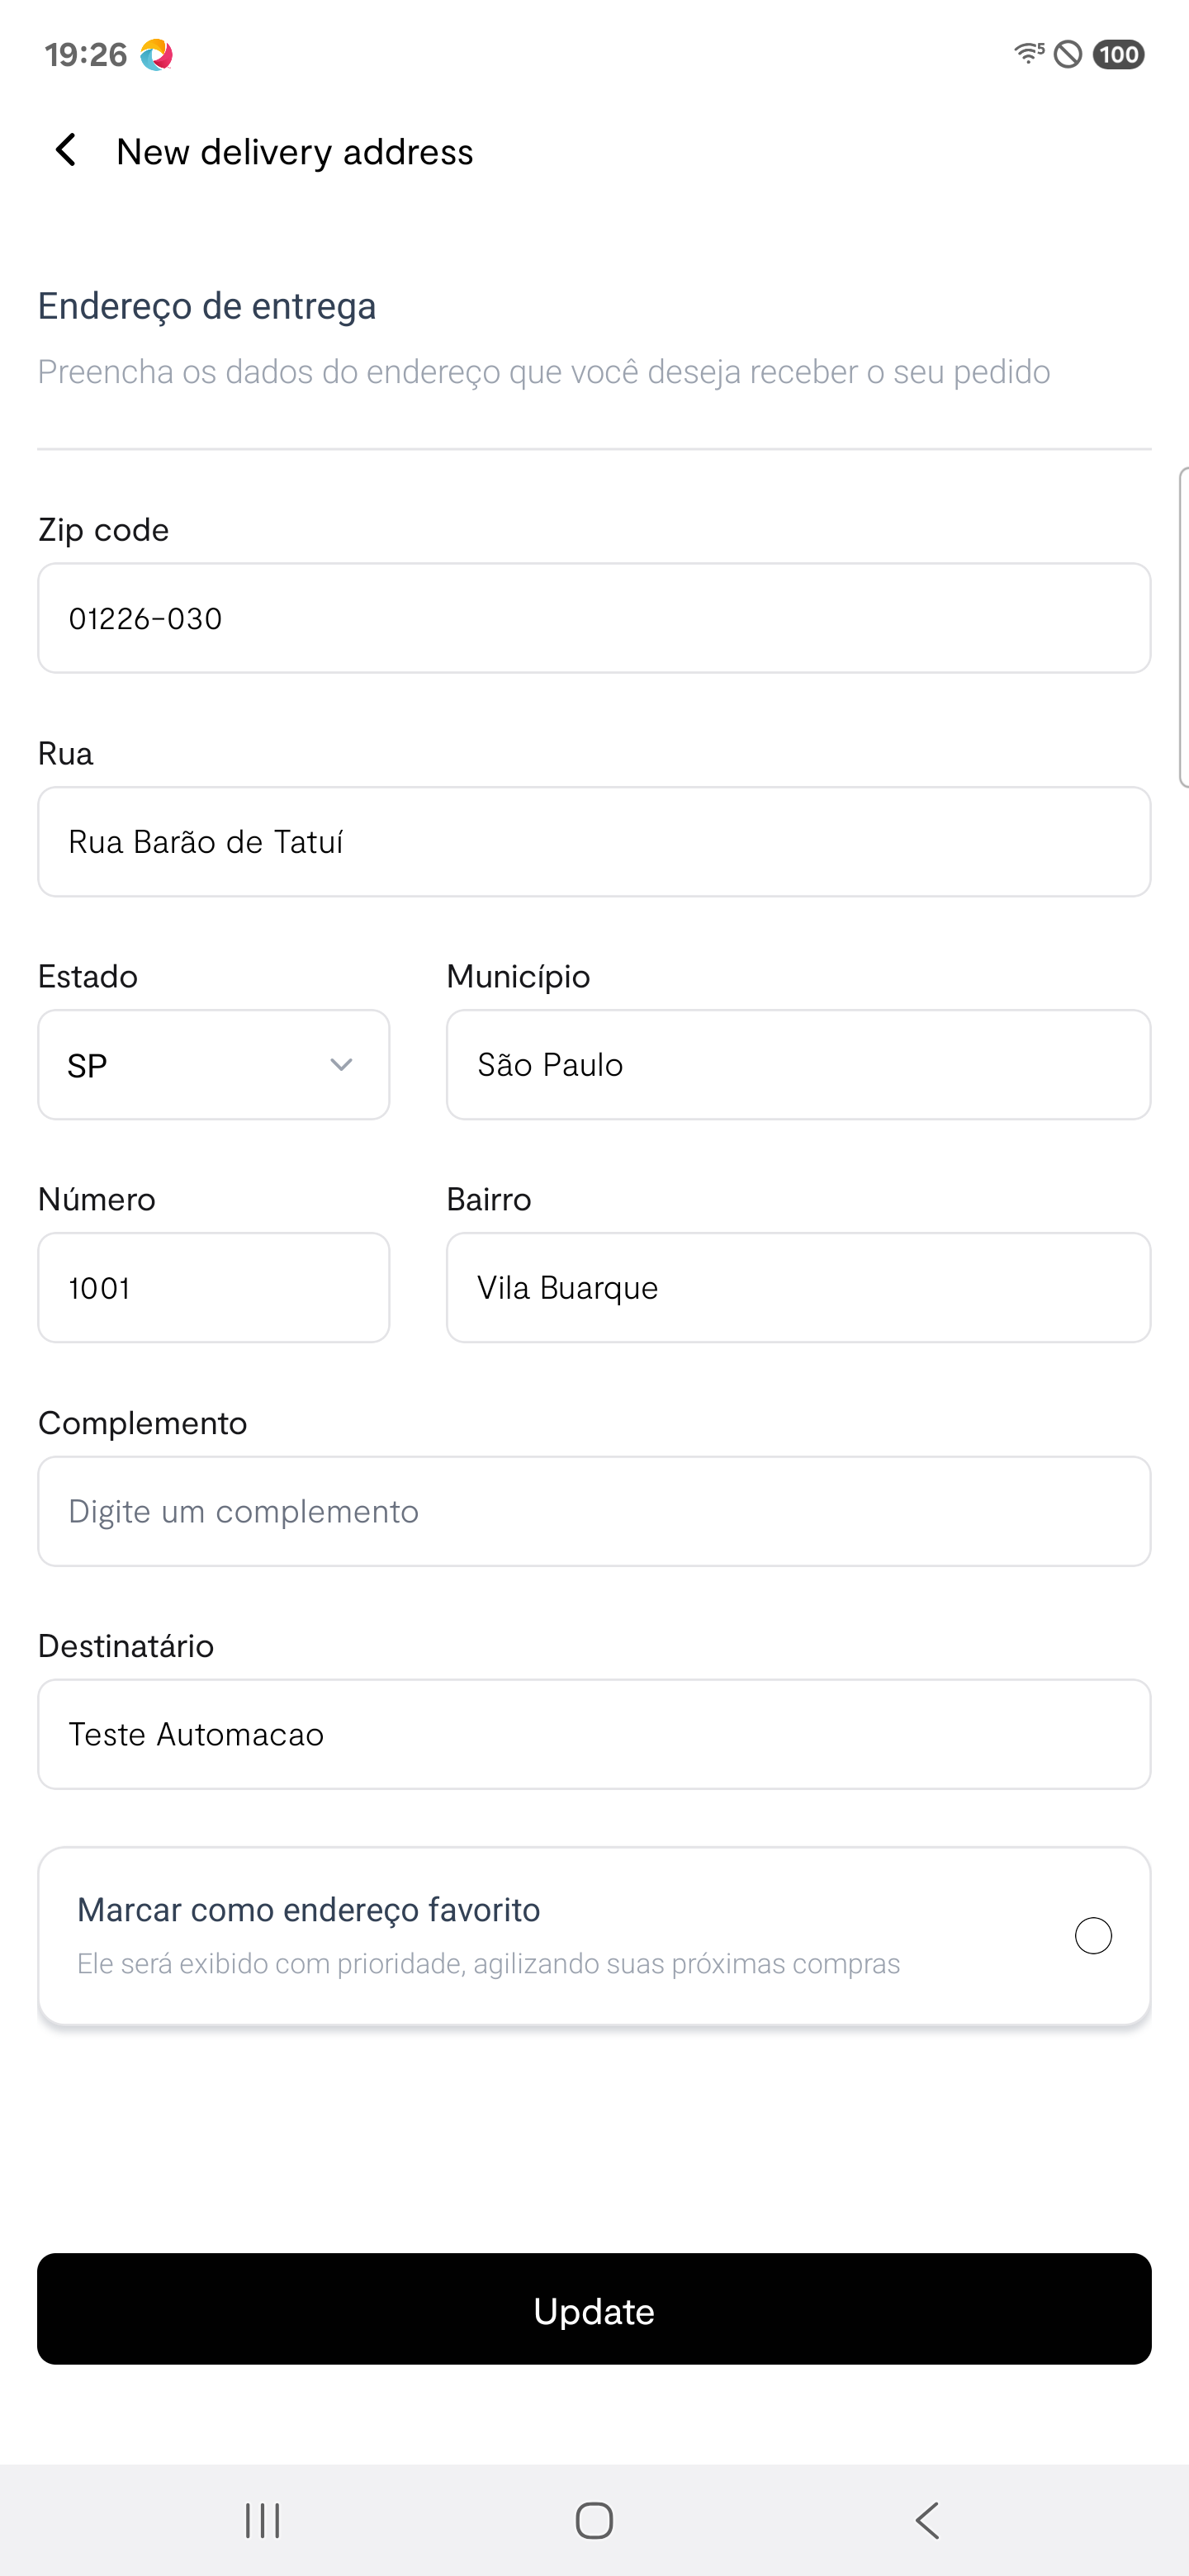 19:26
5
100
New delivery address
Endereço de entrega
Preencha os dados do endereço que você deseja receber o seu pedido
Zip code
01226-030
Rua
Rua Barão de Tatuí
Estado
Município
SP
São Paulo
Número
Bairro
1001
Vila Buarque
Complemento
Digite um complemento
Destinatário
Teste Automacao
Marcar como endereço favorito
Ele será exibido com prioridade, agilizando suas próximas compras
Update